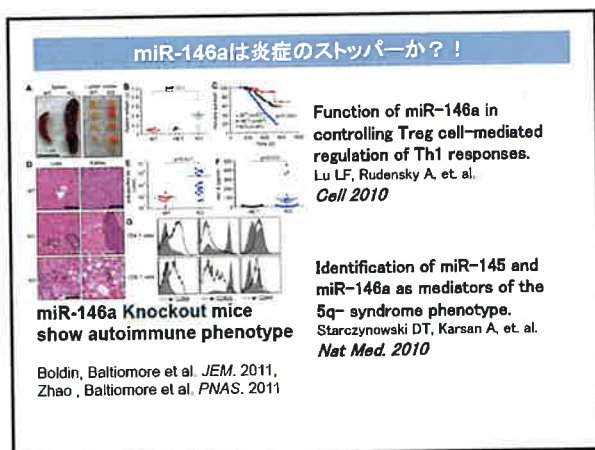 miR-146aは炎症のストッパーか？！
A
B
C
D
E
F
G
WT
KO
miR-146a Knockout mice
show autoimmune phenotype
Boldin, Baltiomore et al. JEM. 2011,
Zhao , Baltiomore et al. PNAS. 2011
Function of miR-146a in
controlling Treg cell-mediated
regulation of Th1 responses.
Lu LF, Rudensky A, et. al.
Cell 2010
Identification of miR-145 and
miR-146a as mediators of the
5q- syndrome phenotype.
Starczynowski DT, Karsan A, et. al.
Nat Med. 2010